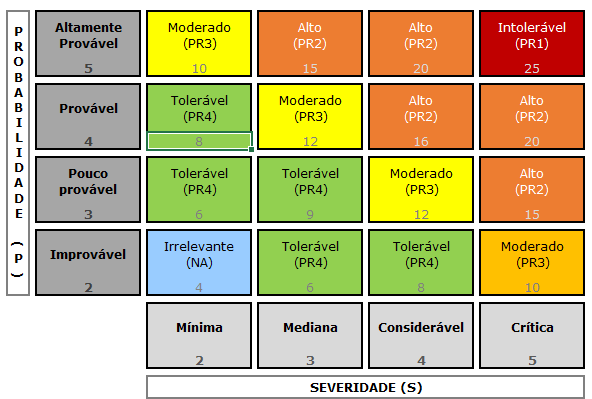 PROBABILIDADE (P)
Altamente
Provável
5
Moderado
(PR3)
10
Alto
(PR2)
15
Alto
(PR2)
20
Intolerável
(PR1)
25
Provável
4
Tolerável
(PR4)
8
Moderado
(PR3)
12
Alto
(PR2)
16
Alto
(PR2)
20
Pouco
provável
3
Tolerável
(PR4)
6
Tolerável
(PR4)
9
Moderado
(PR3)
12
Alto
(PR2)
15
Improvável
2
Irrelevante
(NA)
4
Tolerável
(PR4)
6
Tolerável
(PR4)
8
Moderado
(PR3)
10
Mínima
2
Mediana
3
Considerável
4
Crítica
5
SEVERIDADE (S)